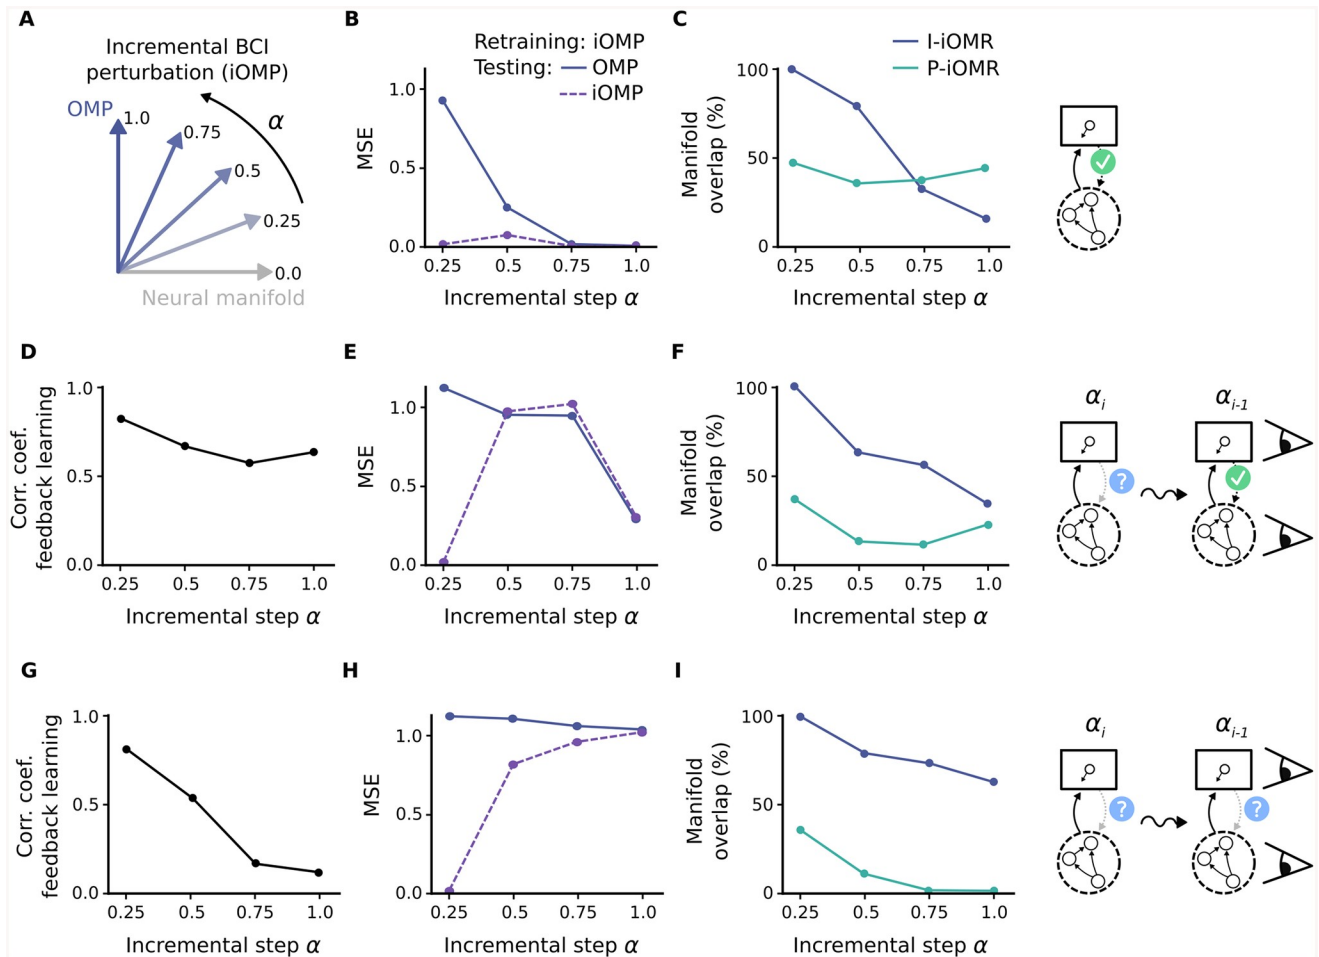 A
Incremental BCI
perturbation (iOMP)
OMP
1.0
0.75
α
0.5
0.25
0.0
Neural manifold
B
Retraining: iOMP
Testing: OMP
iOMP
MSE
1.0
0.5
0.0
0.25 0.5 0.75 1.0
Incremental step α
C
I-iOMR
P-iOMR
Manifold
overlap (%)
100
50
0
0.25 0.5 0.75 1.0
Incremental step α
D
Corr. coef.
feedback learning
1.0
0.5
0.0
0.25 0.5 0.75 1.0
Incremental step α
E
MSE
1.0
0.5
0.0
0.25 0.5 0.75 1.0
Incremental step α
F
Manifold
overlap (%)
100
50
0
0.25 0.5 0.75 1.0
Incremental step α
αi αi-1
?
G
Corr. coef.
feedback learning
1.0
0.5
0.0
0.25 0.5 0.75 1.0
Incremental step α
H
MSE
1.0
0.5
0.0
0.25 0.5 0.75 1.0
Incremental step α
I
Manifold
overlap (%)
100
50
0
0.25 0.5 0.75 1.0
Incremental step α
αi αi-1
? ?